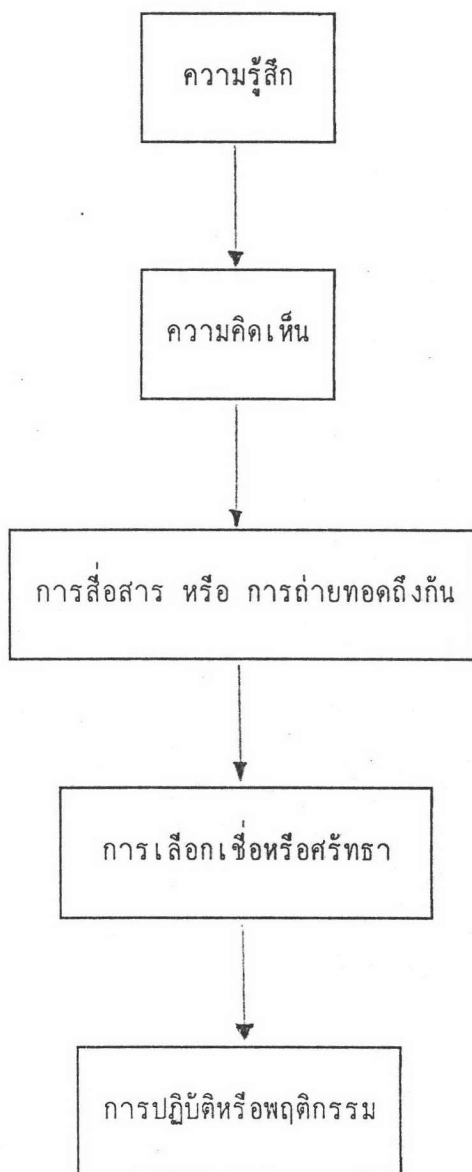 ความรู้สึก
ความคิดเห็น
การสื่อสาร หรือ การถ่ายทอดถึงกัน
การเลือกเชื่อหรือศรัทธา
การปฏิบัติหรือพฤติกรรม